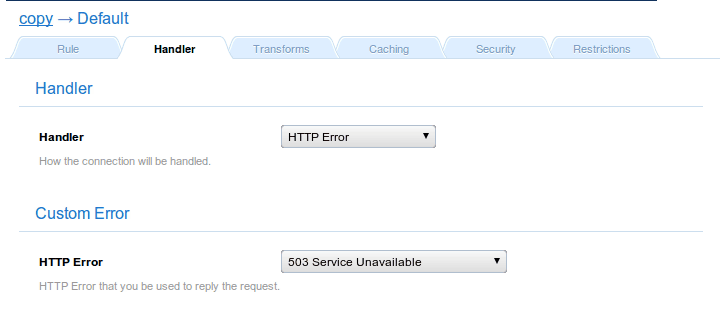 copy → Default
Rule Handler Transforms Caching Security Restrictions
Handler
Handler HTTP Error
How the connection will be handled.
Custom Error
HTTP Error 503 Service Unavailable
HTTP Error that you be used to reply the request.